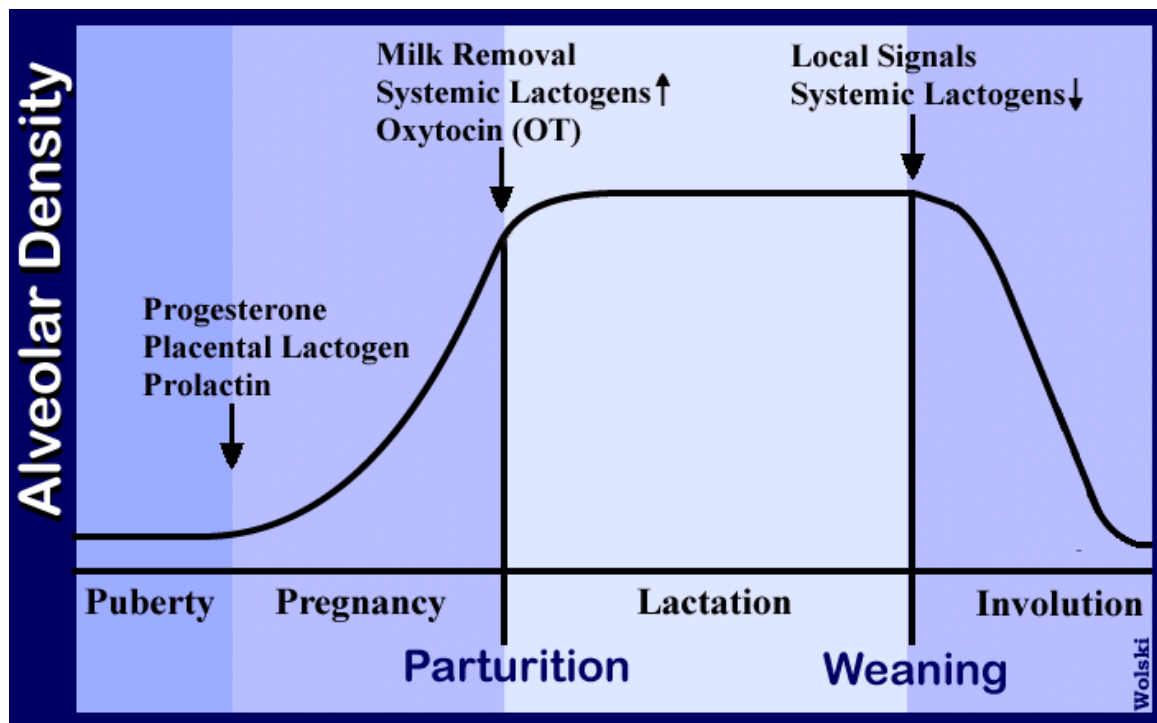 Alveolar Density
Milk Removal
Systemic Lactogens↑
Oxytocin (OT)
Local Signals
Systemic Lactogens↓
Progesterone
Placental Lactogen
Prolactin
Puberty
Pregnancy
Lactation
Involution
Parturition
Weaning
Wolski